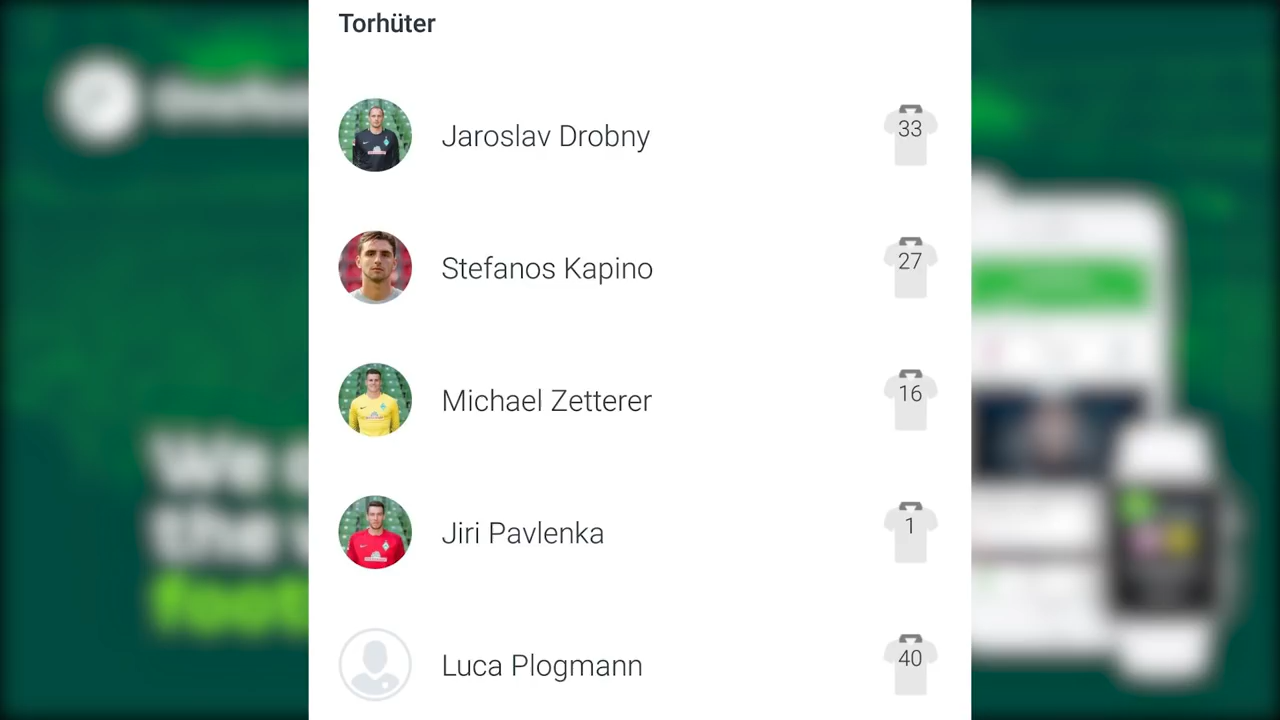 Torhüter
Jaroslav Drobny 33
Stefanos Kapino 27
Michael Zetterer 16
Jiri Pavlenka 1
Luca Plogmann 40